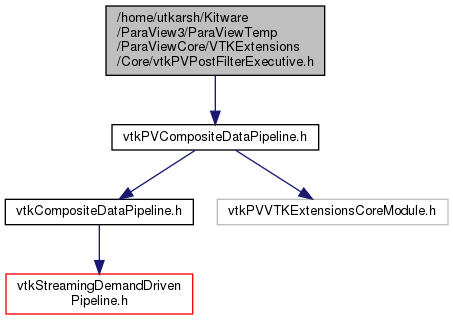 /home/utkarsh/Kitware
/ParaView3/ParaViewTemp
/ParaViewCore/VTKExtensions
/Core/vtkPVPostFilterExecutive.h
vtkPVCompositeDataPipeline.h
vtkCompositeDataPipeline.h
vtkPVVTKExtensionsCoreModule.h
vtkStreamingDemandDriven
Pipeline.h